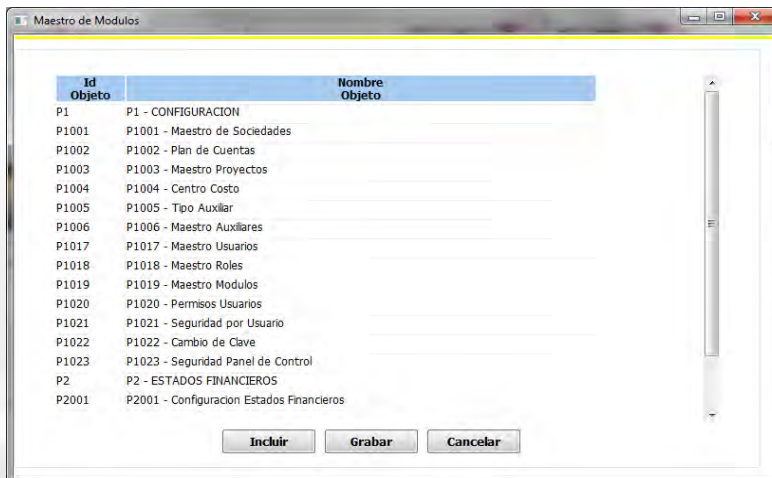 Maestro de Modulos
Id Objeto Nombre Objeto
P1 P1 - CONFIGURACION
P1001 P1001 - Maestro de Sociedades
P1002 P1002 - Plan de Cuentas
P1003 P1003 - Maestro Proyectos
P1004 P1004 - Centro Costo
P1005 P1005 - Tipo Auxiliar
P1006 P1006 - Maestro Auxiliares
P1017 P1017 - Maestro Usuarios
P1018 P1018 - Maestro Roles
P1019 P1019 - Maestro Modulos
P1020 P1020 - Permisos Usuarios
P1021 P1021 - Seguridad por Usuario
P1022 P1022 - Cambio de Clave
P1023 P1023 - Seguridad Panel de Control
P2 P2 - ESTADOS FINANCIEROS
P2001 P2001 - Configuracion Estados Financieros
Incluir Grabar Cancelar